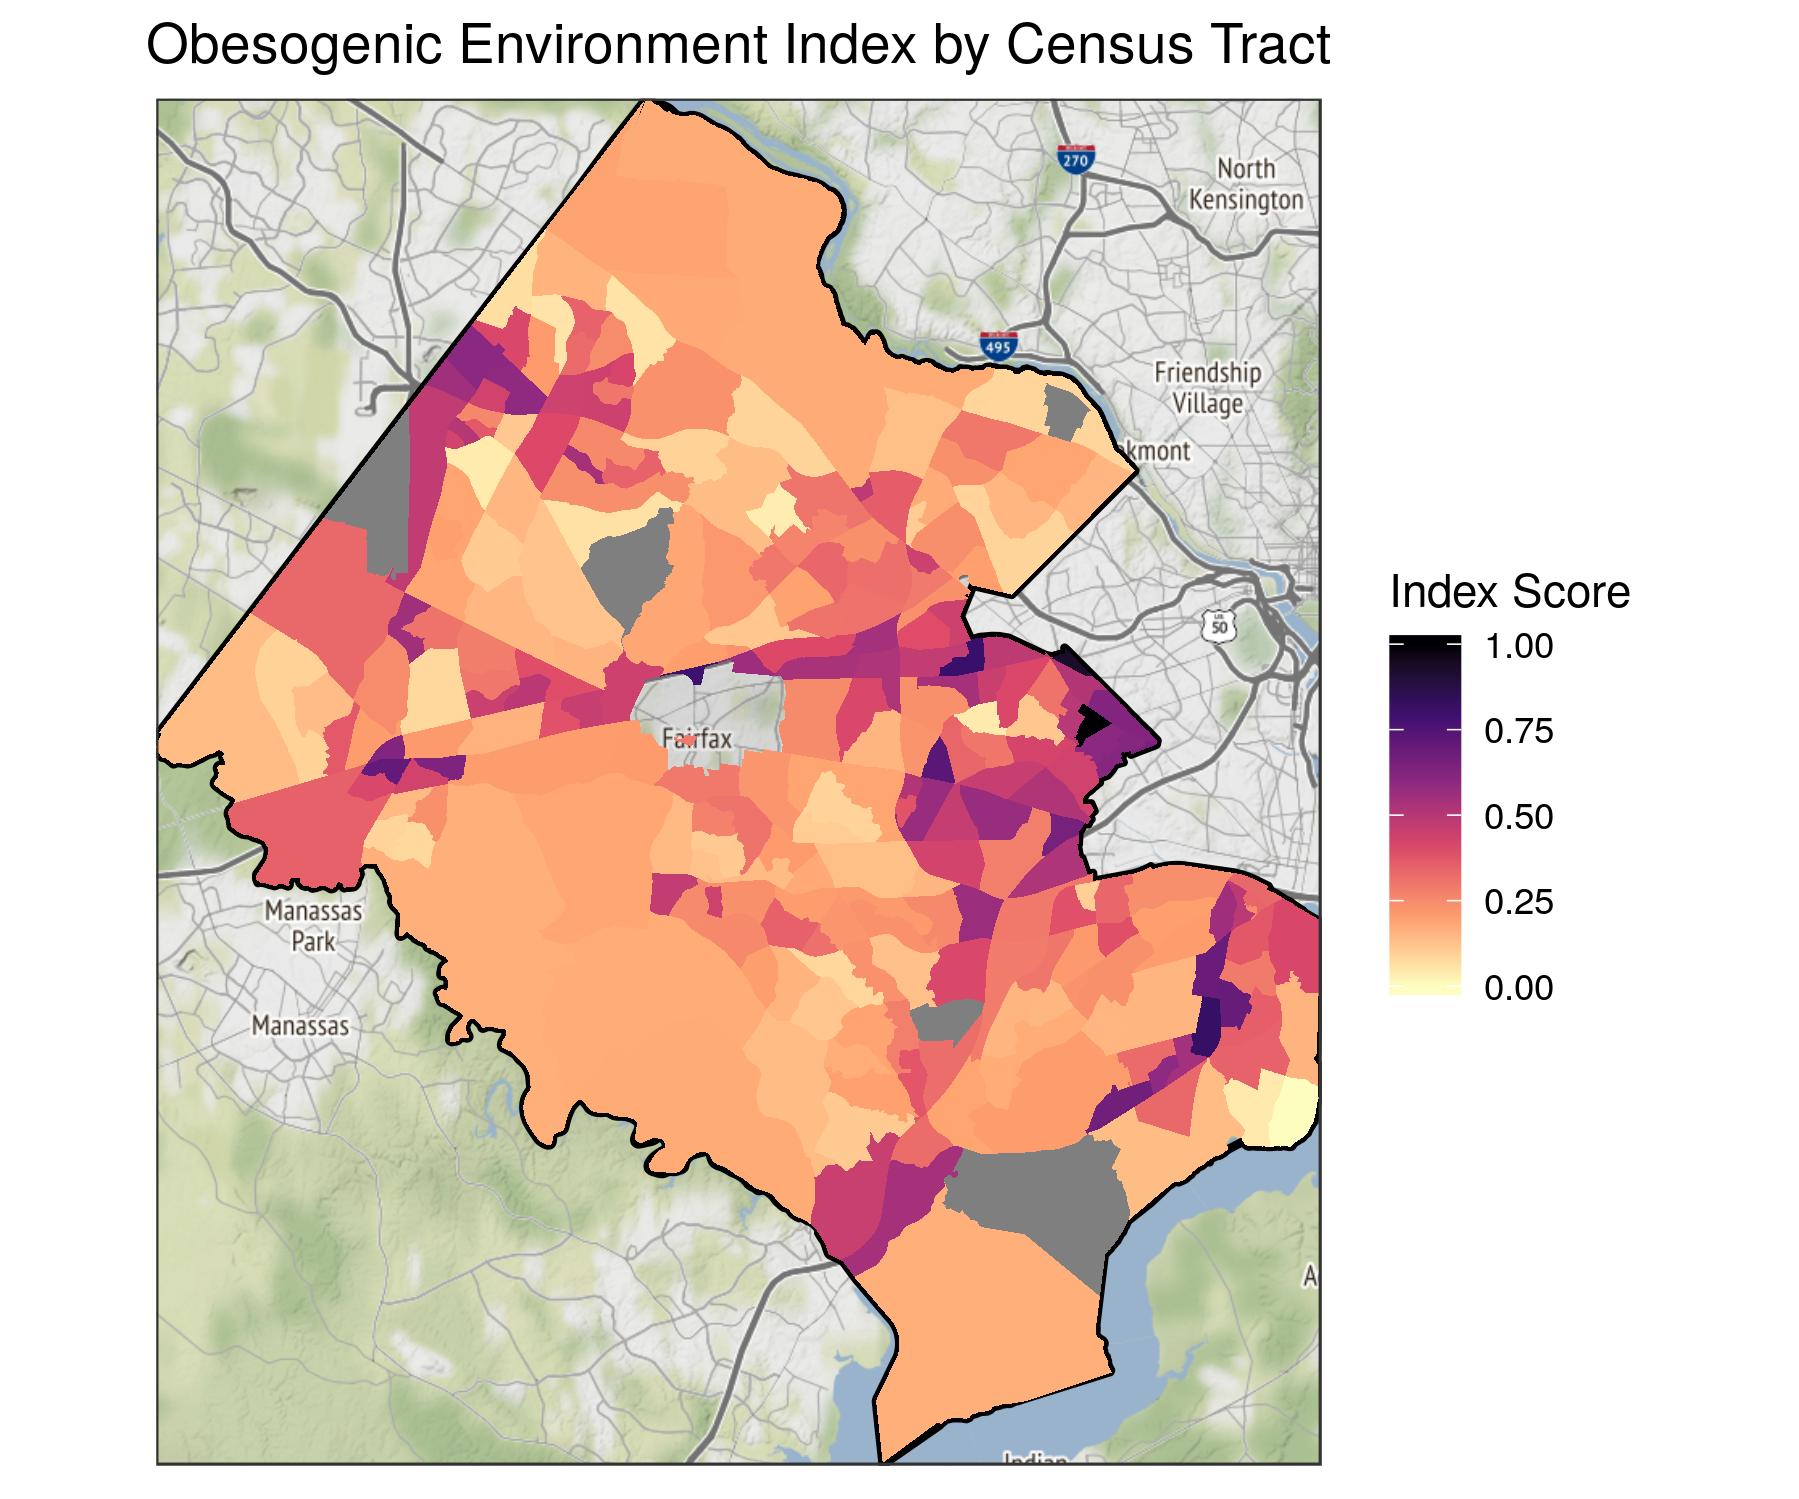 Obesogenic Environment Index by Census Tract
270
North
Kensington
495
Friendship
Village
kmont
50
Fairfax
Manassas
Park
Manassas
A
Index Score
1.00
0.75
0.50
0.25
0.00